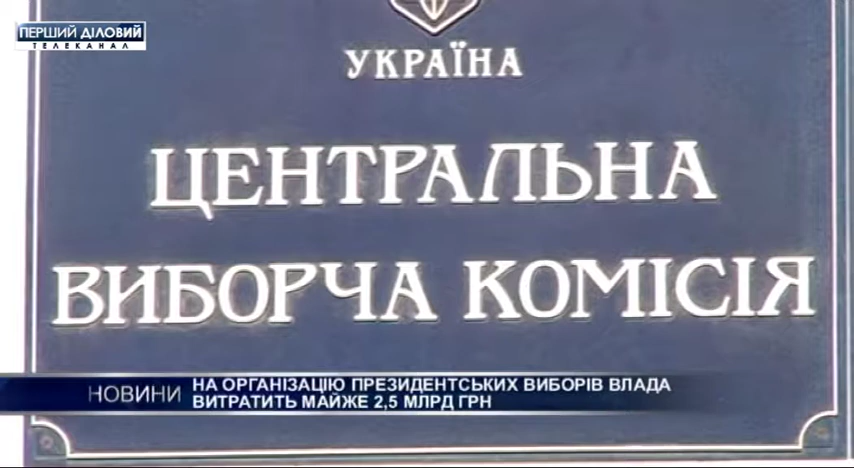 ПЕРШИЙ ДІЛОВИЙ
ТЕЛЕКАНАЛ
УКРАЇНА
ЦЕНТРАЛЬНА
ВИБОРЧА КОМІСІЯ
НОВИНИ
НА ОРГАНІЗАЦІЮ ПРЕЗИДЕНТСЬКИХ ВИБОРІВ ВЛАДА
ВИТРАТИТЬ МАЙЖЕ 2,5 МЛРД ГРН